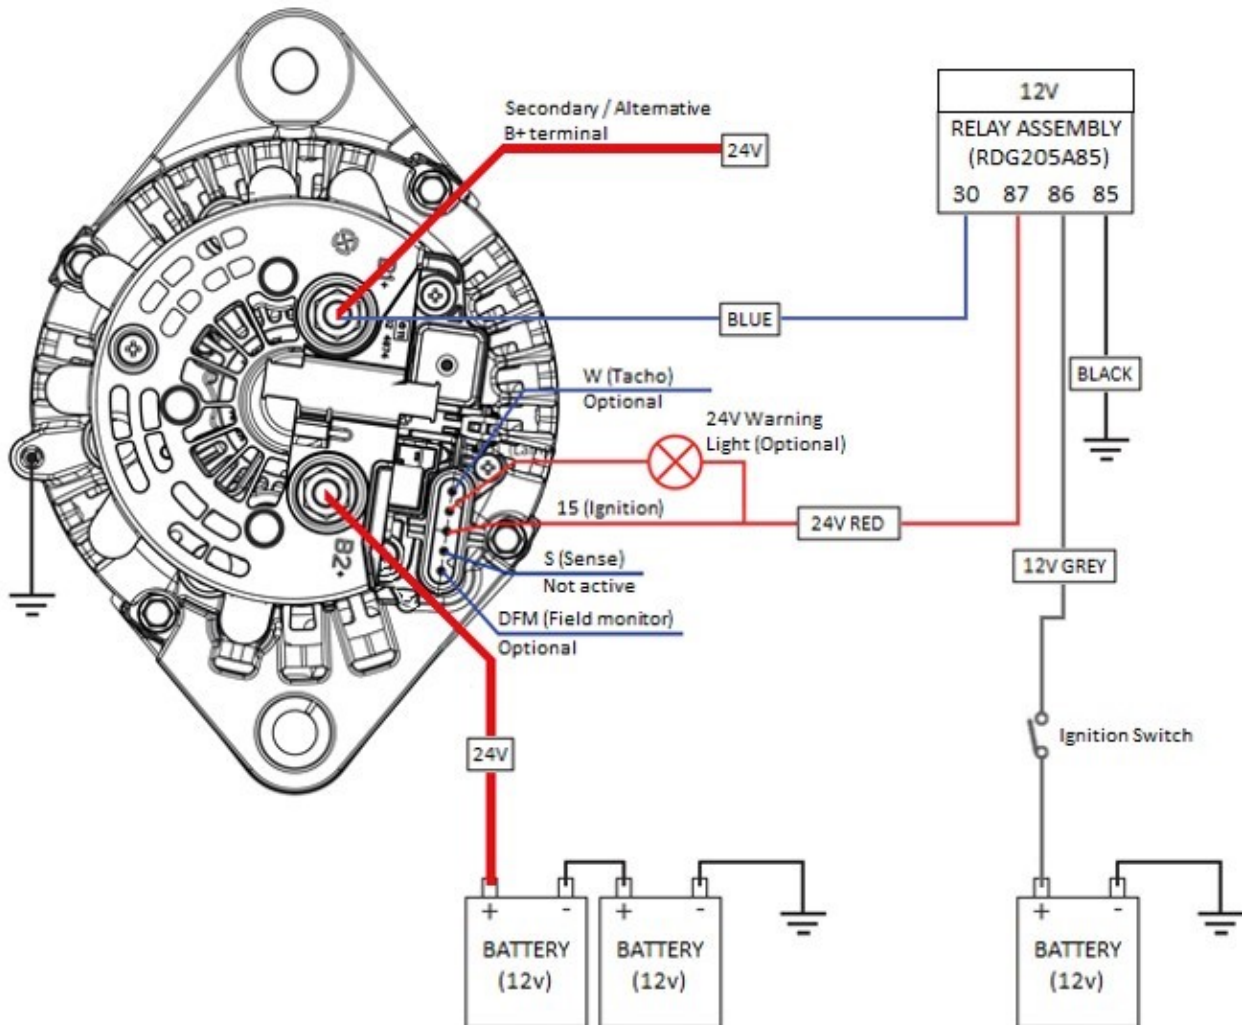 Secondary / Alternative
B+ terminal
24V
12V
RELAY ASSEMBLY
(RDG205A85)
30 87 86 85
B1+
BLUE
BLACK
W (Tacho)
Optional
24V Warning
Light (Optional)
15 (Ignition)
24V RED
S (Sense)
Not active
12V GREY
B2+
DFM (Field monitor)
Optional
Ignition Switch
24V
+ -
BATTERY
(12v)
+ -
BATTERY
(12v)
+ -
BATTERY
(12v)